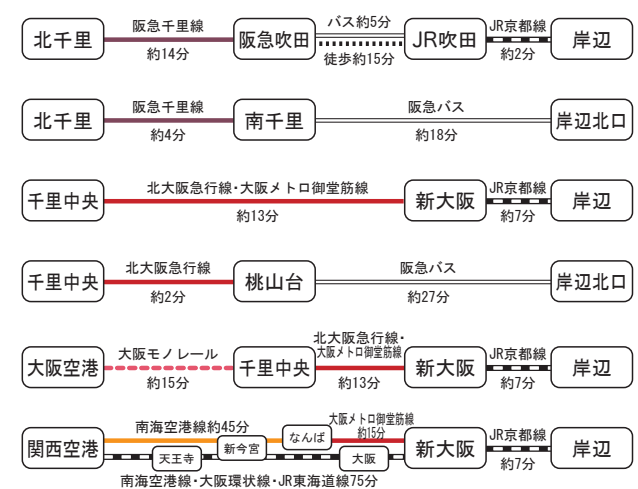 北千里 阪急千里線 約14分 阪急吹田 バス約5分 徒歩約15分 JR吹田 JR京都線 約2分 岸辺
北千里 阪急千里線 約4分 南千里 阪急バス 約18分 岸辺北口
千里中央 北大阪急行線・大阪メトロ御堂筋線 約13分 新大阪 JR京都線 約7分 岸辺
千里中央 北大阪急行線 約2分 桃山台 阪急バス 約27分 岸辺北口
大阪空港 大阪モノレール 約15分 千里中央 北大阪急行線・
大阪メトロ御堂筋線 約13分 新大阪 JR京都線 約7分 岸辺
関西空港 南海空港線約45分 新今宮 なんば 大阪メトロ御堂筋線
約15分 新大阪 JR京都線 約7分 岸辺
天王寺 大阪
南海空港線・大阪環状線・JR東海道線75分